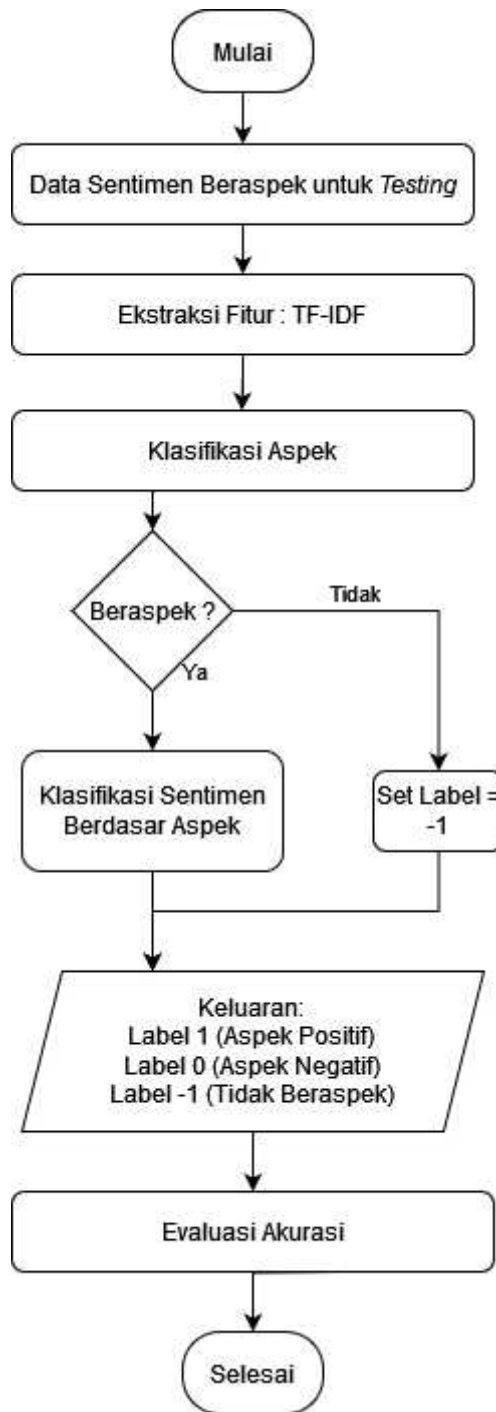 Mulai
Data Sentimen Beraspek untuk Testing
Ekstraksi Fitur : TF-IDF
Klasifikasi Aspek
Beraspek ?
Tidak
Ya
Klasifikasi Sentimen
Berdasar Aspek
Set Label =
-1
Keluaran:
Label 1 (Aspek Positif)
Label 0 (Aspek Negatif)
Label -1 (Tidak Beraspek)
Evaluasi Akurasi
Selesai